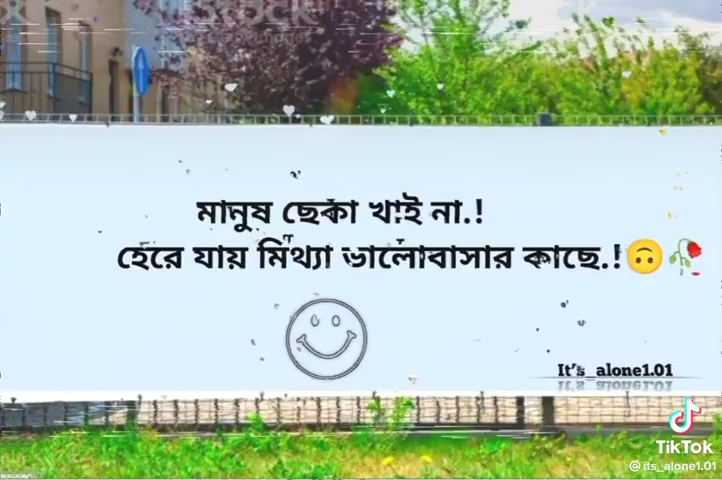 মানুষ ছেকা খাই না.!
হেরে যায় মিথ্যা ভালোবাসার কাছে.!🙃🥀
It's_alone1.01
TikTok
@its_alone1.01